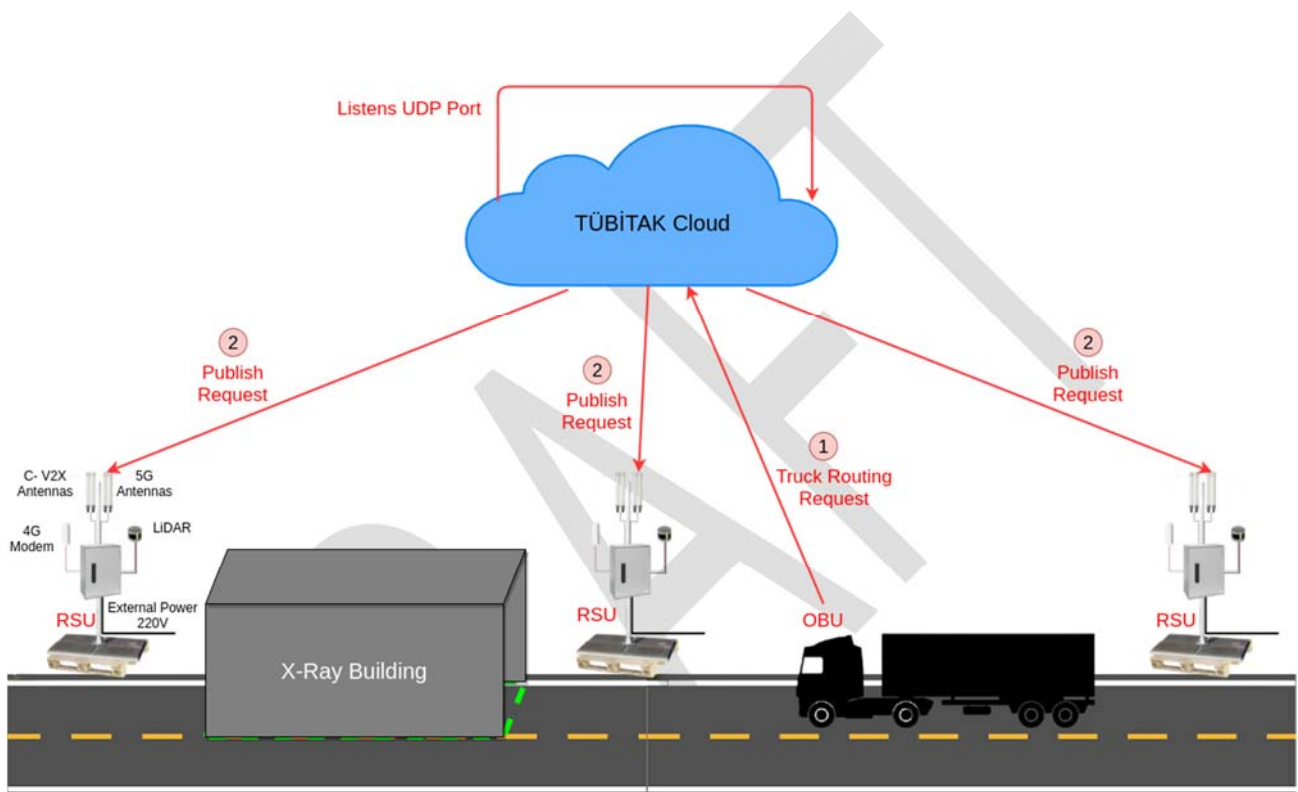 Listens UDP Port
TÜBİTAK Cloud
2
Publish
Request
2
Publish
Request
2
Publish
Request
1
Truck Routing
Request
C- V2X
Antennas
5G
Antennas
4G
Modem
LiDAR
External Power
220V
RSU
RSU
OBU
RSU
X-Ray Building